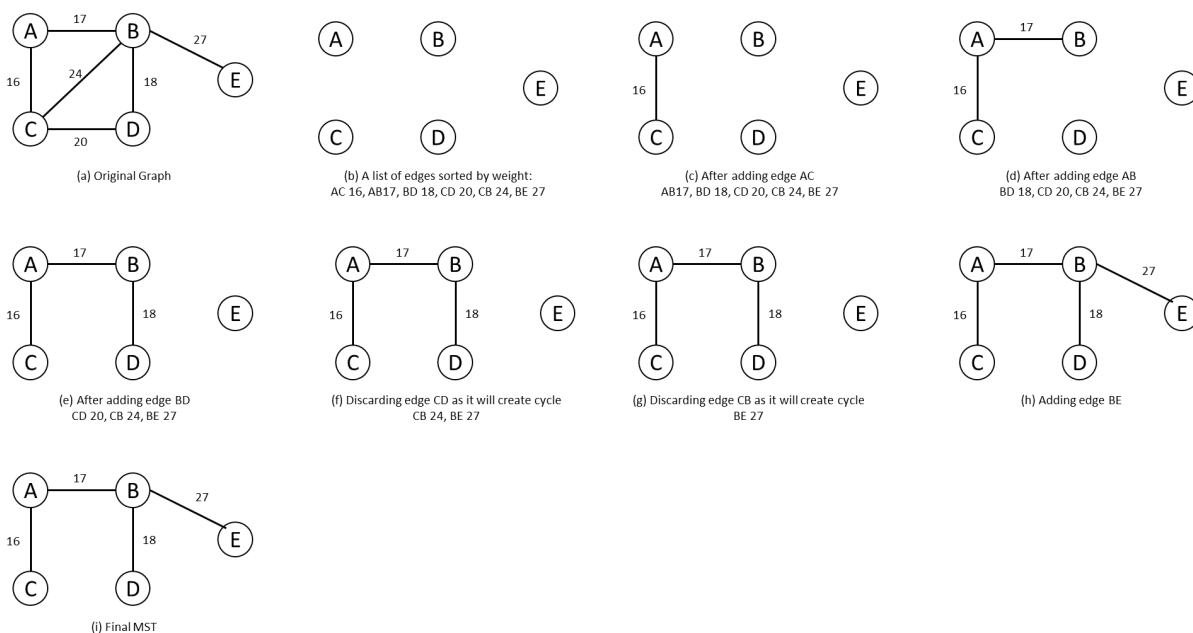 A 17 B 27
16 24 18 E
C 20 D
(a) Original Graph
A B
E
C D
(b) A list of edges sorted by weight:
AC 16, AB17, BD 18, CD 20, CB 24, BE 27
A B
16 E
C D
(c) After adding edge AC
AB17, BD 18, CD 20, CB 24, BE 27
A 17 B
16 E
C D
(d) After adding edge AB
BD 18, CD 20, CB 24, BE 27
A 17 B
16 18 E
C D
(e) After adding edge BD
CD 20, CB 24, BE 27
A 17 B
16 18 E
C D
(f) Discarding edge CD as it will create cycle
CB 24, BE 27
A 17 B
16 18 E
C D
(g) Discarding edge CB as it will create cycle
BE 27
A 17 B 27
16 18 E
C D
(h) Adding edge BE
A 17 B 27
16 18 E
C D
(i) Final MST